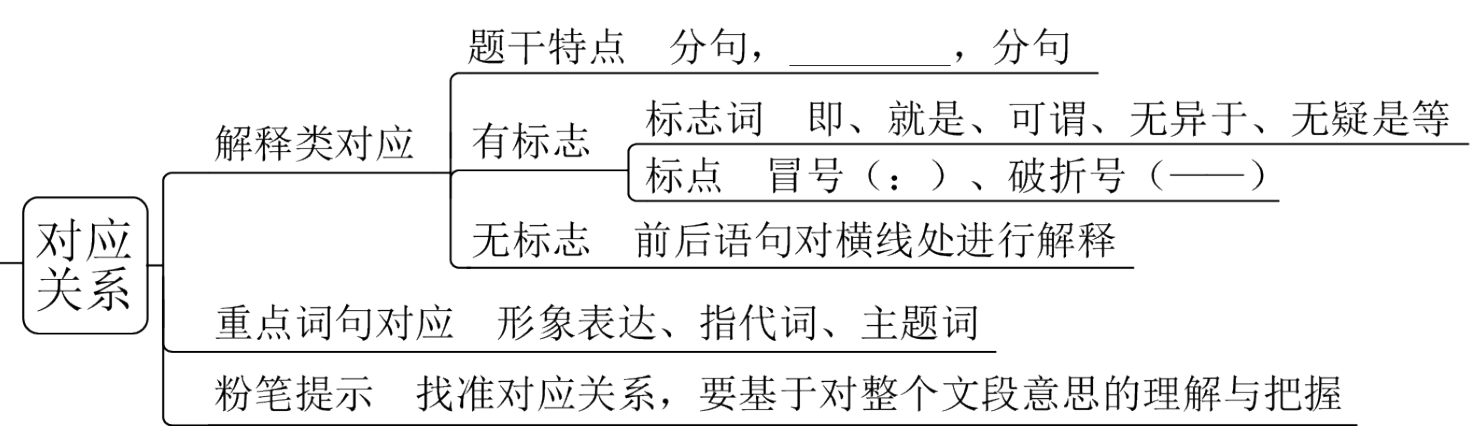 对应
关系
解释类对应
题干特点 分句，________，分句
有标志
标志词 即、就是、可谓、无异于、无疑是等
标点 冒号（：）、破折号（——）
无标志 前后语句对横线处进行解释
重点词句对应 形象表达、指代词、主题词
粉笔提示 找准对应关系，要基于对整个文段意思的理解与把握